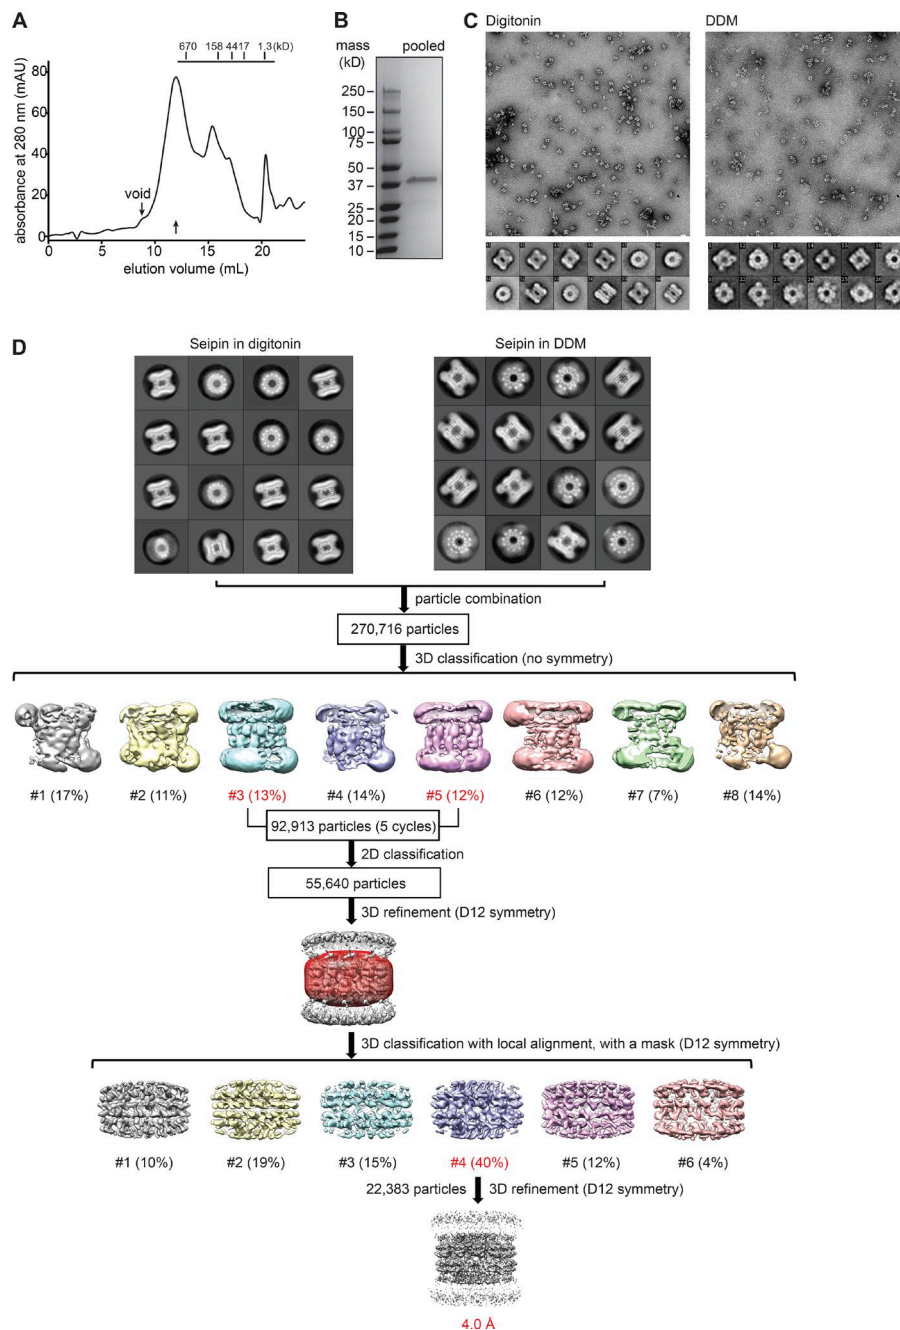 A
670 158 44 17 1.3 (kD)
absorbance at 280 nm (mAU)
80
60
40
20
0
void
0 5 10 15 20
elution volume (mL)
B
mass pooled
(kD)
250
150
100
75
50
37
25
20
15
10
C
Digitonin DDM
D
Seipin in digitonin Seipin in DDM
particle combination
270,716 particles
3D classification (no symmetry)
#1 (17%) #2 (11%) #3 (13%) #4 (14%) #5 (12%) #6 (12%) #7 (7%) #8 (14%)
92,913 particles (5 cycles)
2D classification
55,640 particles
3D refinement (D12 symmetry)
3D classification with local alignment, with a mask (D12 symmetry)
#1 (10%) #2 (19%) #3 (15%) #4 (40%) #5 (12%) #6 (4%)
22,383 particles 3D refinement (D12 symmetry)
4.0 Å